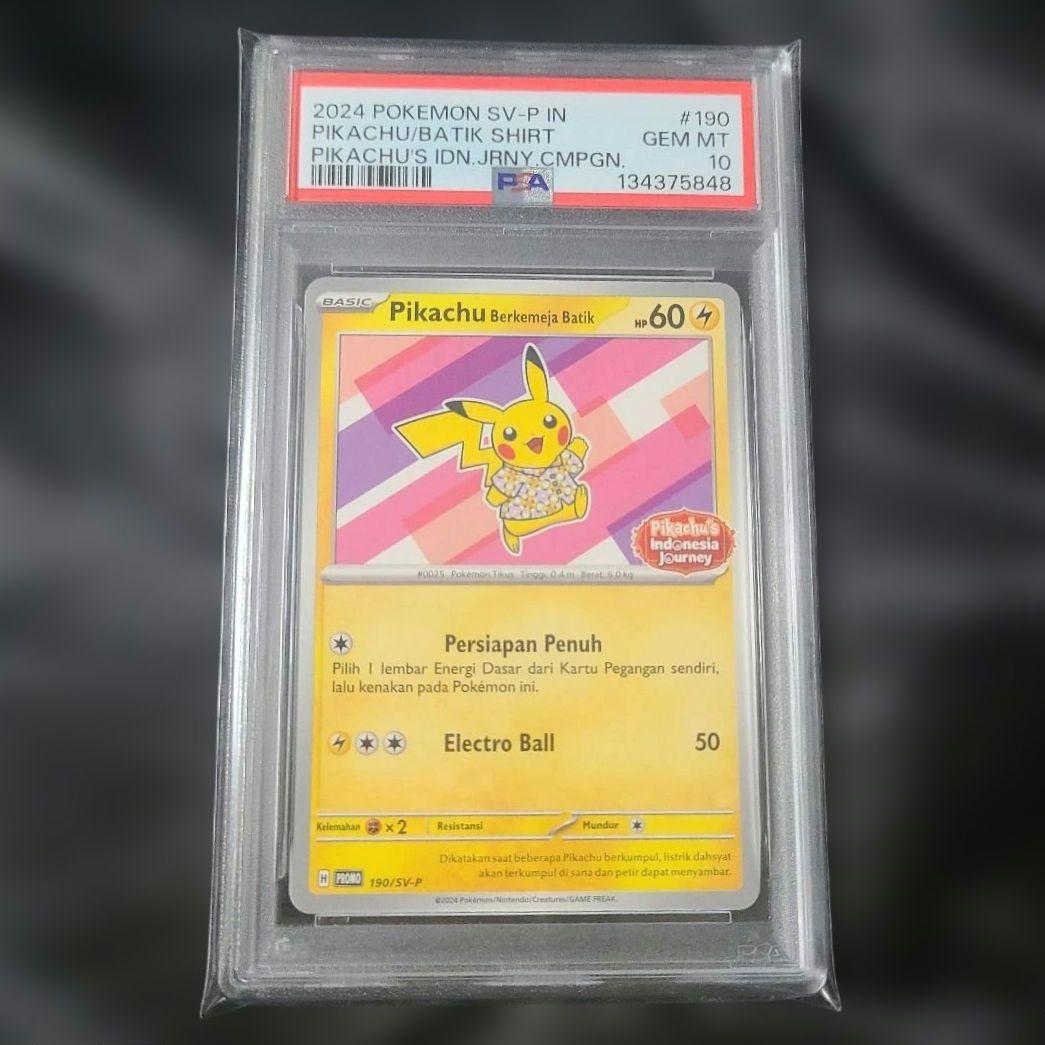 2024 POKEMON SV-P IN #190
PIKACHU/BATIK SHIRT GEM MT
PIKACHU'S IDN.JRNY.CMPGN. 10
PSA 134375848
BASIC Pikachu Berkemeja Batik HP 60
Pikachu's
Indonesia
Journey
#0025 Pokémon Tikus Tinggi: 0.4 m Berat: 6.0 kg
Persiapan Penuh
Pilih 1 lembar Energi Dasar dari Kartu Pegangan sendiri,
lalu kenakan pada Pokémon ini.
Electro Ball 50
Kelemahan ×2 Resistansi Mundur
Dikatakan saat beberapa Pikachu berkumpul, listrik dahsyat
akan terkumpul di sana dan petir dapat menyambar.
H PROMO 190/SV-P
©2024 Pokémon/Nintendo/Creatures/GAME FREAK.
PSA